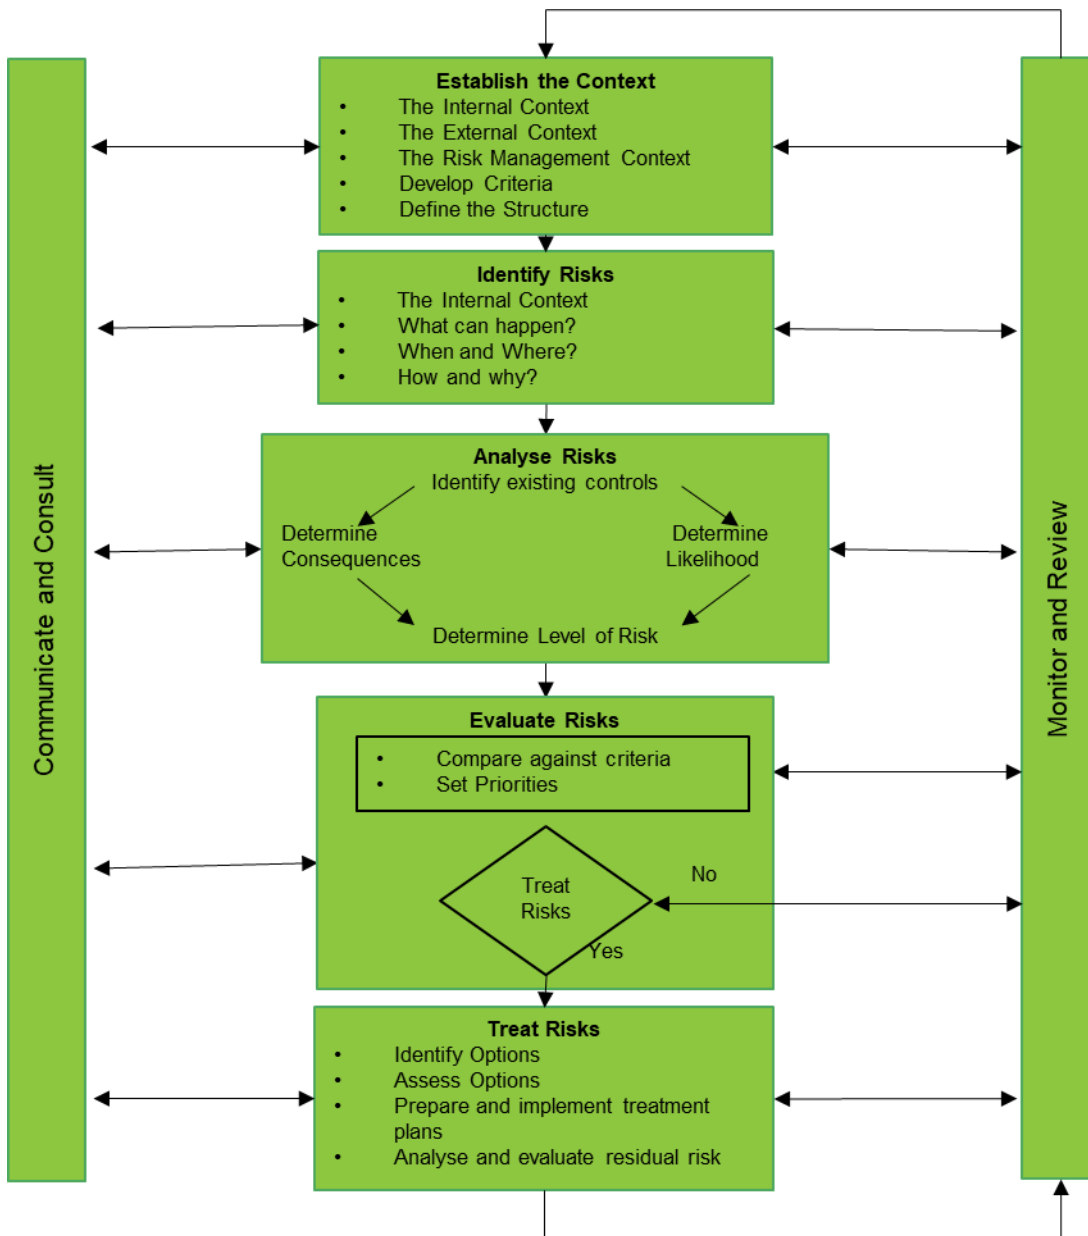 Communicate and Consult
Establish the Context
• The Internal Context
• The External Context
• The Risk Management Context
• Develop Criteria
• Define the Structure
Identify Risks
• The Internal Context
• What can happen?
• When and Where?
• How and why?
Analyse Risks
Identify existing controls
Determine
Consequences
Determine
Likelihood
Determine Level of Risk
Evaluate Risks
• Compare against criteria
• Set Priorities
Treat
Risks
No
Yes
Treat Risks
• Identify Options
• Assess Options
• Prepare and implement treatment
plans
• Analyse and evaluate residual risk
Monitor and Review